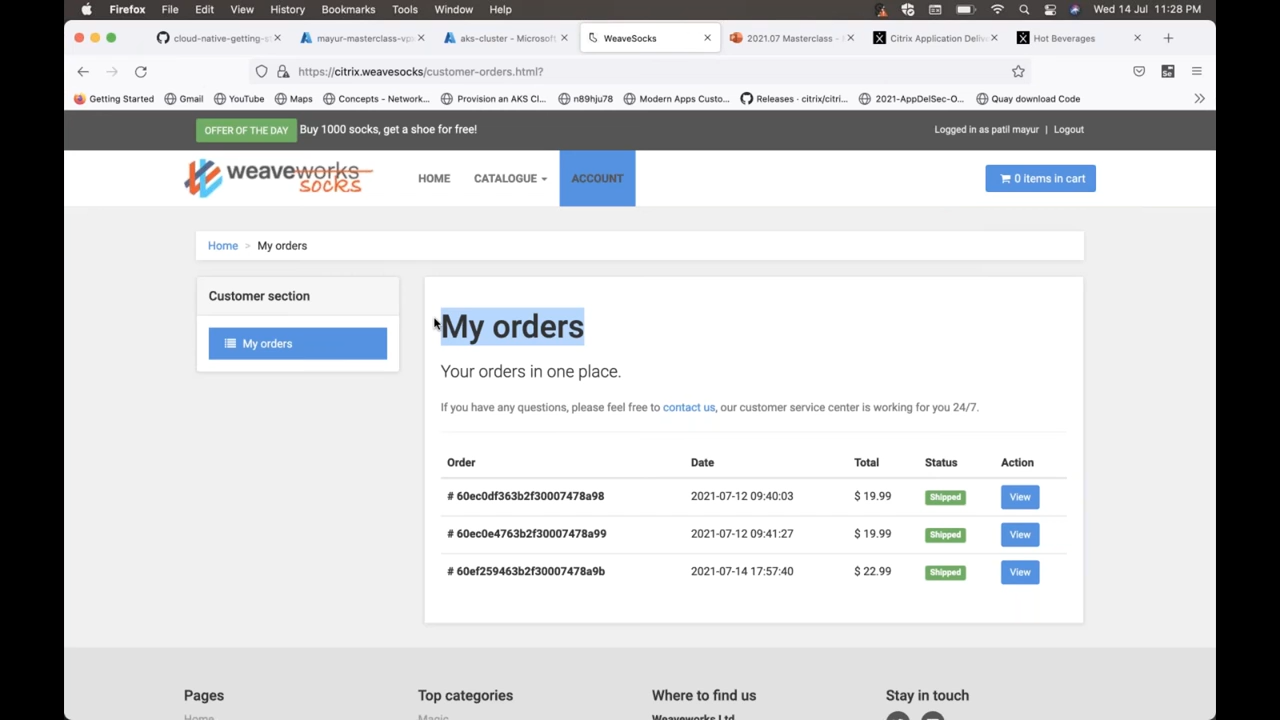 Firefox File Edit View History Bookmarks Tools Window Help Wed 14 Jul 11:28 PM
cloud-native-getting-s mayur-masterclass-vp aks-cluster - Microsof WeaveSocks 2021.07 Masterclass - Citrix Application Delive Hot Beverages
https://citrix.weavesocks/customer-orders.html?
Getting Started Gmail YouTube Maps Concepts - Network... Provision an AKS Cl... n89hju78 Modern Apps Custo... Releases · citrix/citri... 2021-AppDelSec-O... Quay download Code
OFFER OF THE DAY Buy 1000 socks, get a shoe for free! Logged in as patil mayur | Logout
weaveworks
socks
HOME CATALOGUE ACCOUNT 0 items in cart
Home > My orders
Customer section
My orders
My orders
Your orders in one place.
If you have any questions, please feel free to contact us, our customer service center is working for you 24/7.
Order Date Total Status Action
# 60ec0df363b2f30007478a98 2021-07-12 09:40:03 $ 19.99 Shipped View
# 60ec0e4763b2f30007478a99 2021-07-12 09:41:27 $ 19.99 Shipped View
# 60ef259463b2f30007478a9b 2021-07-14 17:57:40 $ 22.99 Shipped View
Pages Top categories Where to find us Stay in touch
Home Magic Weaveworks Ltd